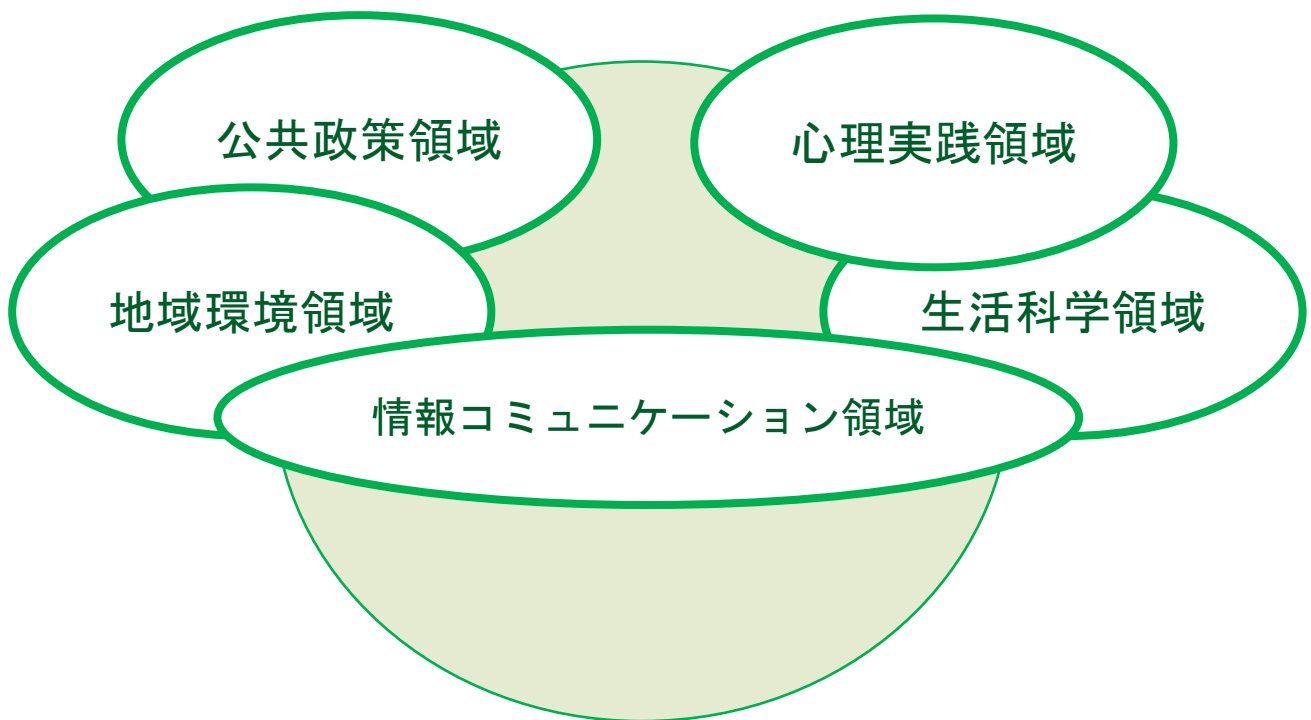 公共政策領域
心理実践領域
地域環境領域
生活科学領域
情報コミュニケーション領域